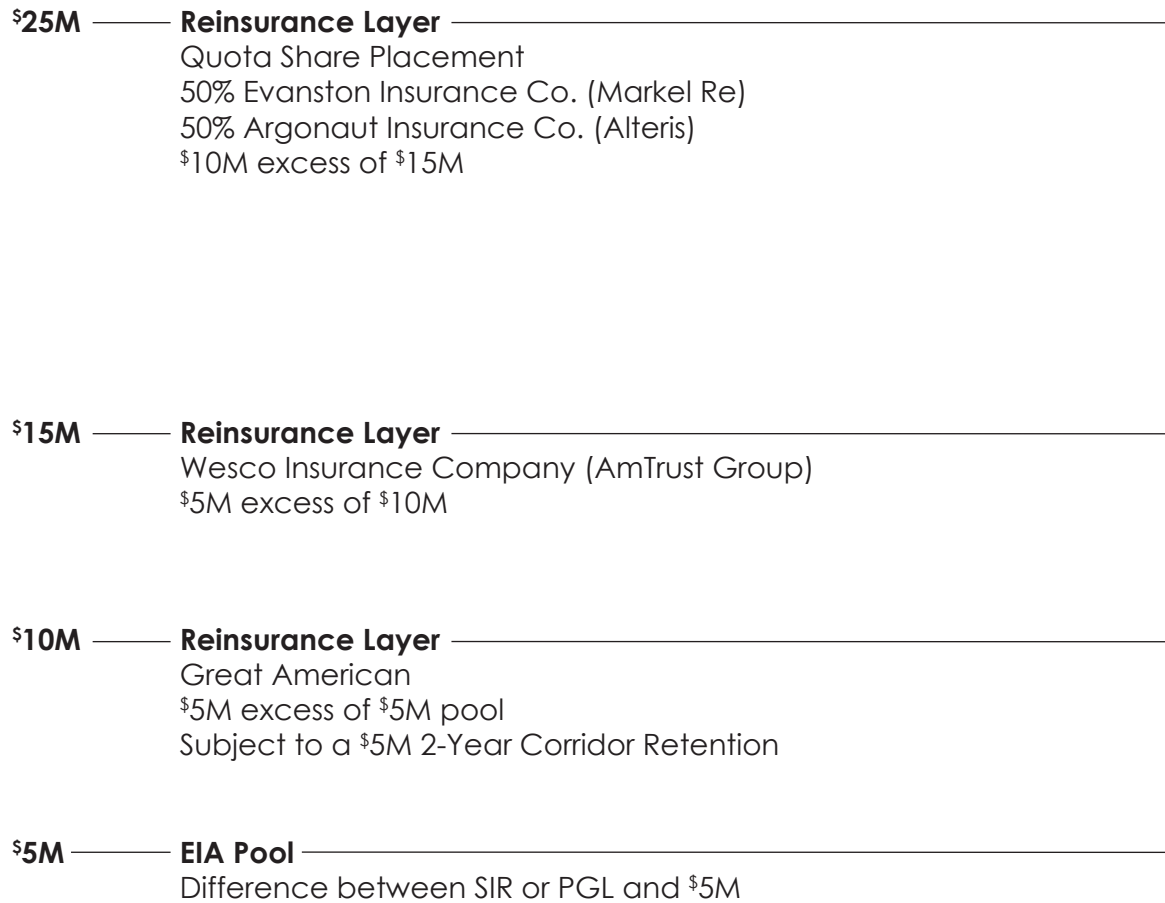 $25M Reinsurance Layer
Quota Share Placement
50% Evanston Insurance Co. (Markel Re)
50% Argonaut Insurance Co. (Alteris)
$10M excess of $15M
$15M Reinsurance Layer
Wesco Insurance Company (AmTrust Group)
$5M excess of $10M
$10M Reinsurance Layer
Great American
$5M excess of $5M pool
Subject to a $5M 2-Year Corridor Retention
$5M EIA Pool
Difference between SIR or PGL and $5M